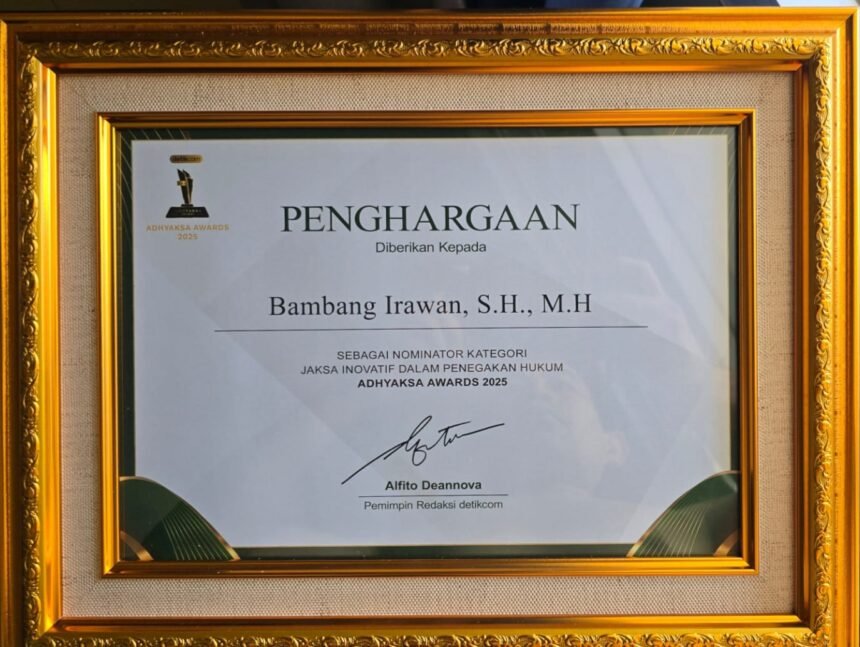 detikcom
ADHYAKSA AWARDS
2025
PENGHARGAAN
Diberikan Kepada
Bambang Irawan, S.H., M.H
SEBAGAI NOMINATOR KATEGORI
JAKSA INOVATIF DALAM PENEGAKAN HUKUM
ADHYAKSA AWARDS 2025
Alfito Deannova
Pemimpin Redaksi detikcom